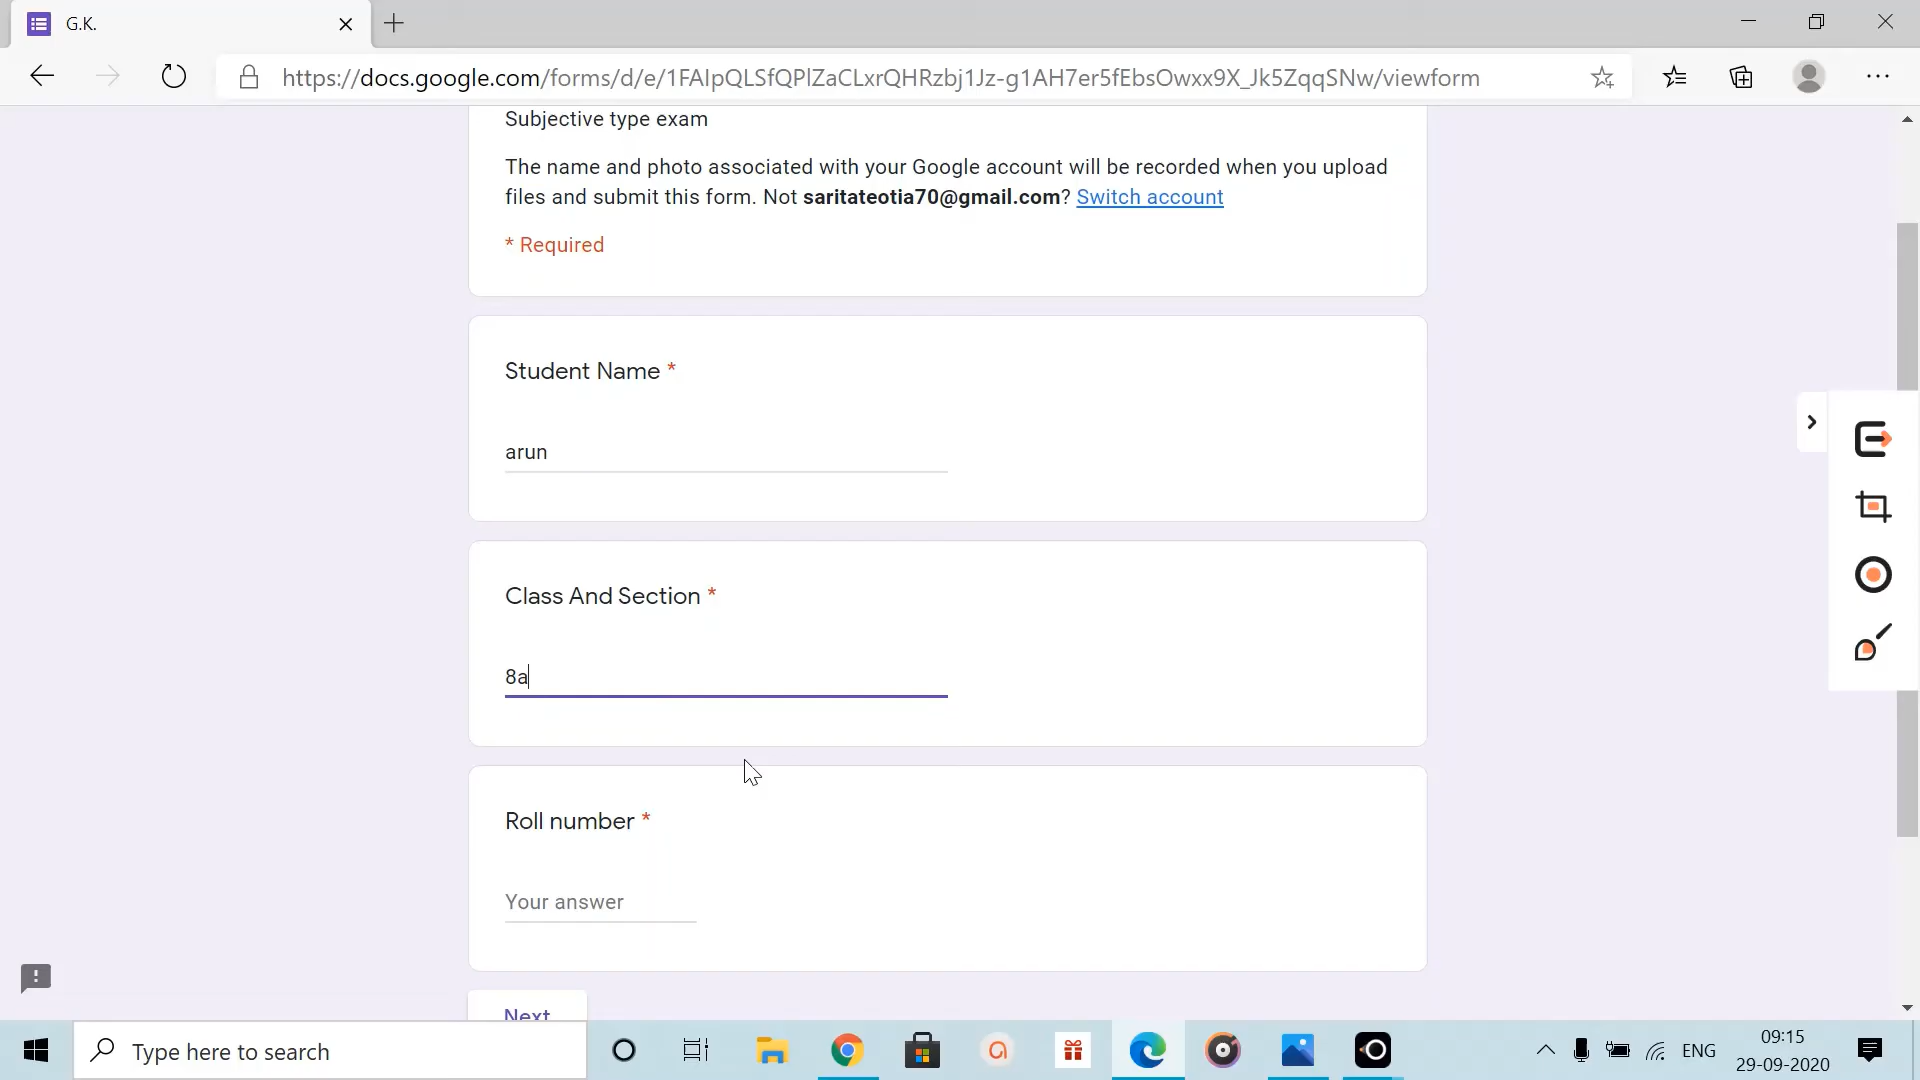 G.K.
https://docs.google.com/forms/d/e/1FAIpQLSfQPlZaCLxrQHRzbj1Jz-g1AH7er5fEbsOwxx9X_Jk5ZqqSNw/viewform
Subjective type exam
The name and photo associated with your Google account will be recorded when you upload
files and submit this form. Not saritateotia70@gmail.com? Switch account
* Required
Student Name *
arun
Class And Section *
8a
Roll number *
Your answer
Next
Type here to search
ENG
09:15
29-09-2020